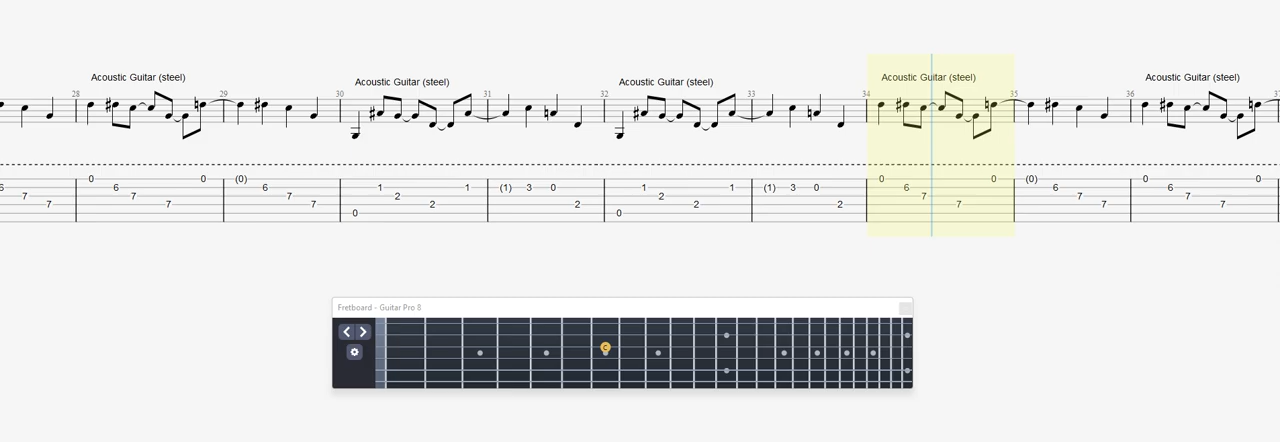 Acoustic Guitar (steel) Acoustic Guitar (steel) Acoustic Guitar (steel) Acoustic Guitar (steel) Acoustic Guitar (steel)
28 29 30 31 32 33 34 35 36 37
0 0 (0) 0 0 (0) 0 0
6 6 6 1 1 (1) 3 0 1 1 (1) 3 0 6 6 6
7 7 7 2 2 7 7 7
7 7 7 2 2 2 2 7 7 7
0 0
Fretboard - Guitar Pro 8
C